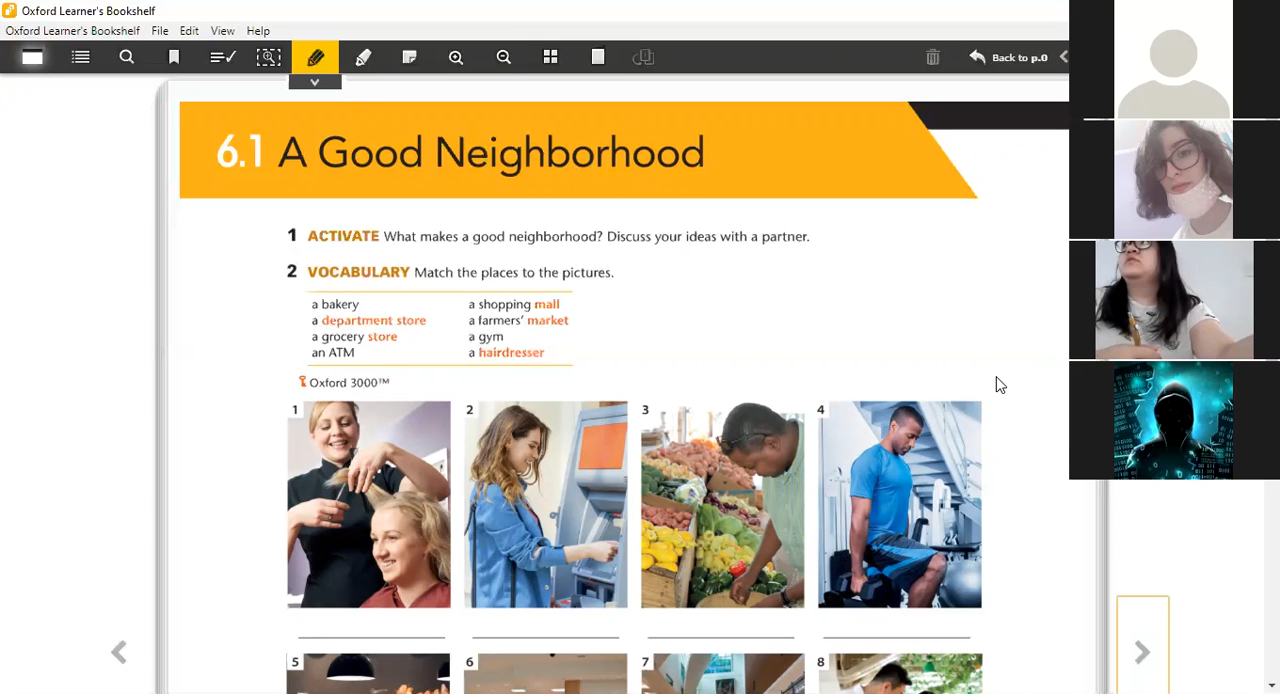 Oxford Learner's Bookshelf
Oxford Learner's Bookshelf File Edit View Help
Back to p.0
6.1 A Good Neighborhood
1 ACTIVATE What makes a good neighborhood? Discuss your ideas with a partner.
2 VOCABULARY Match the places to the pictures.
a bakery
a department store
a grocery store
an ATM
a shopping mall
a farmers' market
a gym
a hairdresser
Oxford 3000™
1 2 3 4
5 6 7 8